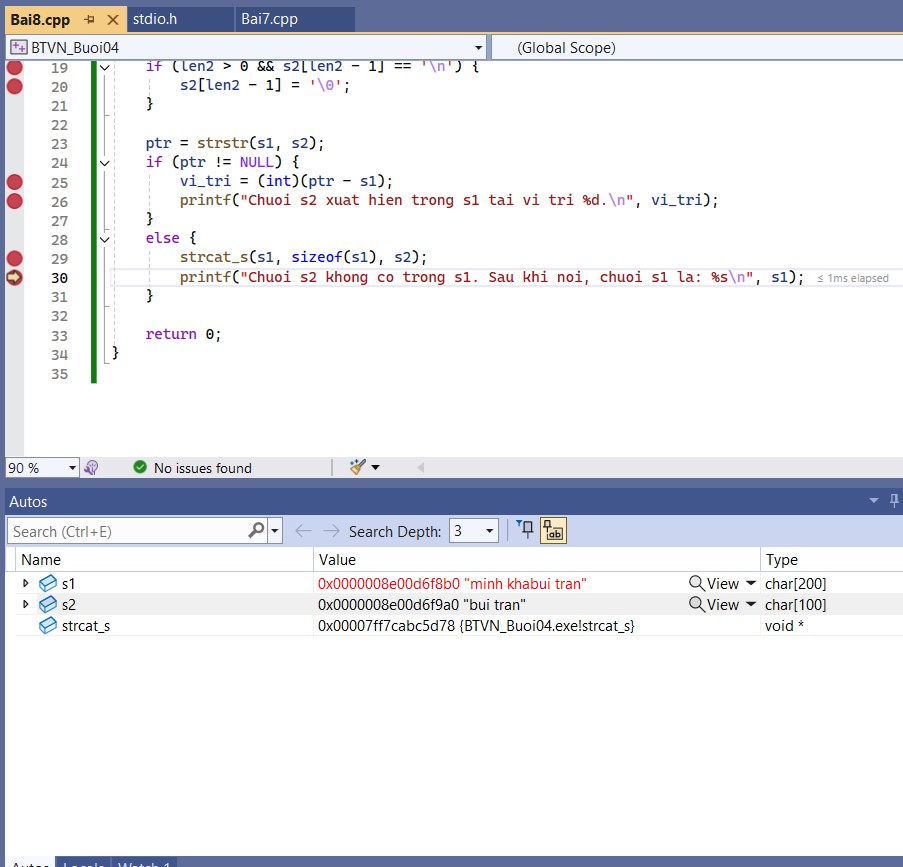 Bai8.cpp stdio.h Bai7.cpp
BTVN_Buoi04 (Global Scope)
19 if (len2 > 0 && s2[len2 - 1] == '\n') {
20 s2[len2 - 1] = '\0';
21 }
22
23 ptr = strstr(s1, s2);
24 if (ptr != NULL) {
25 vi_tri = (int)(ptr - s1);
26 printf("Chuoi s2 xuat hien trong s1 tai vi tri %d.\n", vi_tri);
27 }
28 else {
29 strcat_s(s1, sizeof(s1), s2);
30 printf("Chuoi s2 khong co trong s1. Sau khi noi, chuoi s1 la: %s\n", s1); ≤ 1ms elapsed
31 }
32
33 return 0;
34 }
35
90 % No issues found
Autos
Search (Ctrl+E) Search Depth: 3
Name Value Type
s1 0x0000008e00d6f8b0 "minh khabui tran" View char[200]
s2 0x0000008e00d6f9a0 "bui tran" View char[100]
strcat_s 0x00007ff7cabc5d78 {BTVN_Buoi04.exe!strcat_s} void *
Autos Locals Watch 1